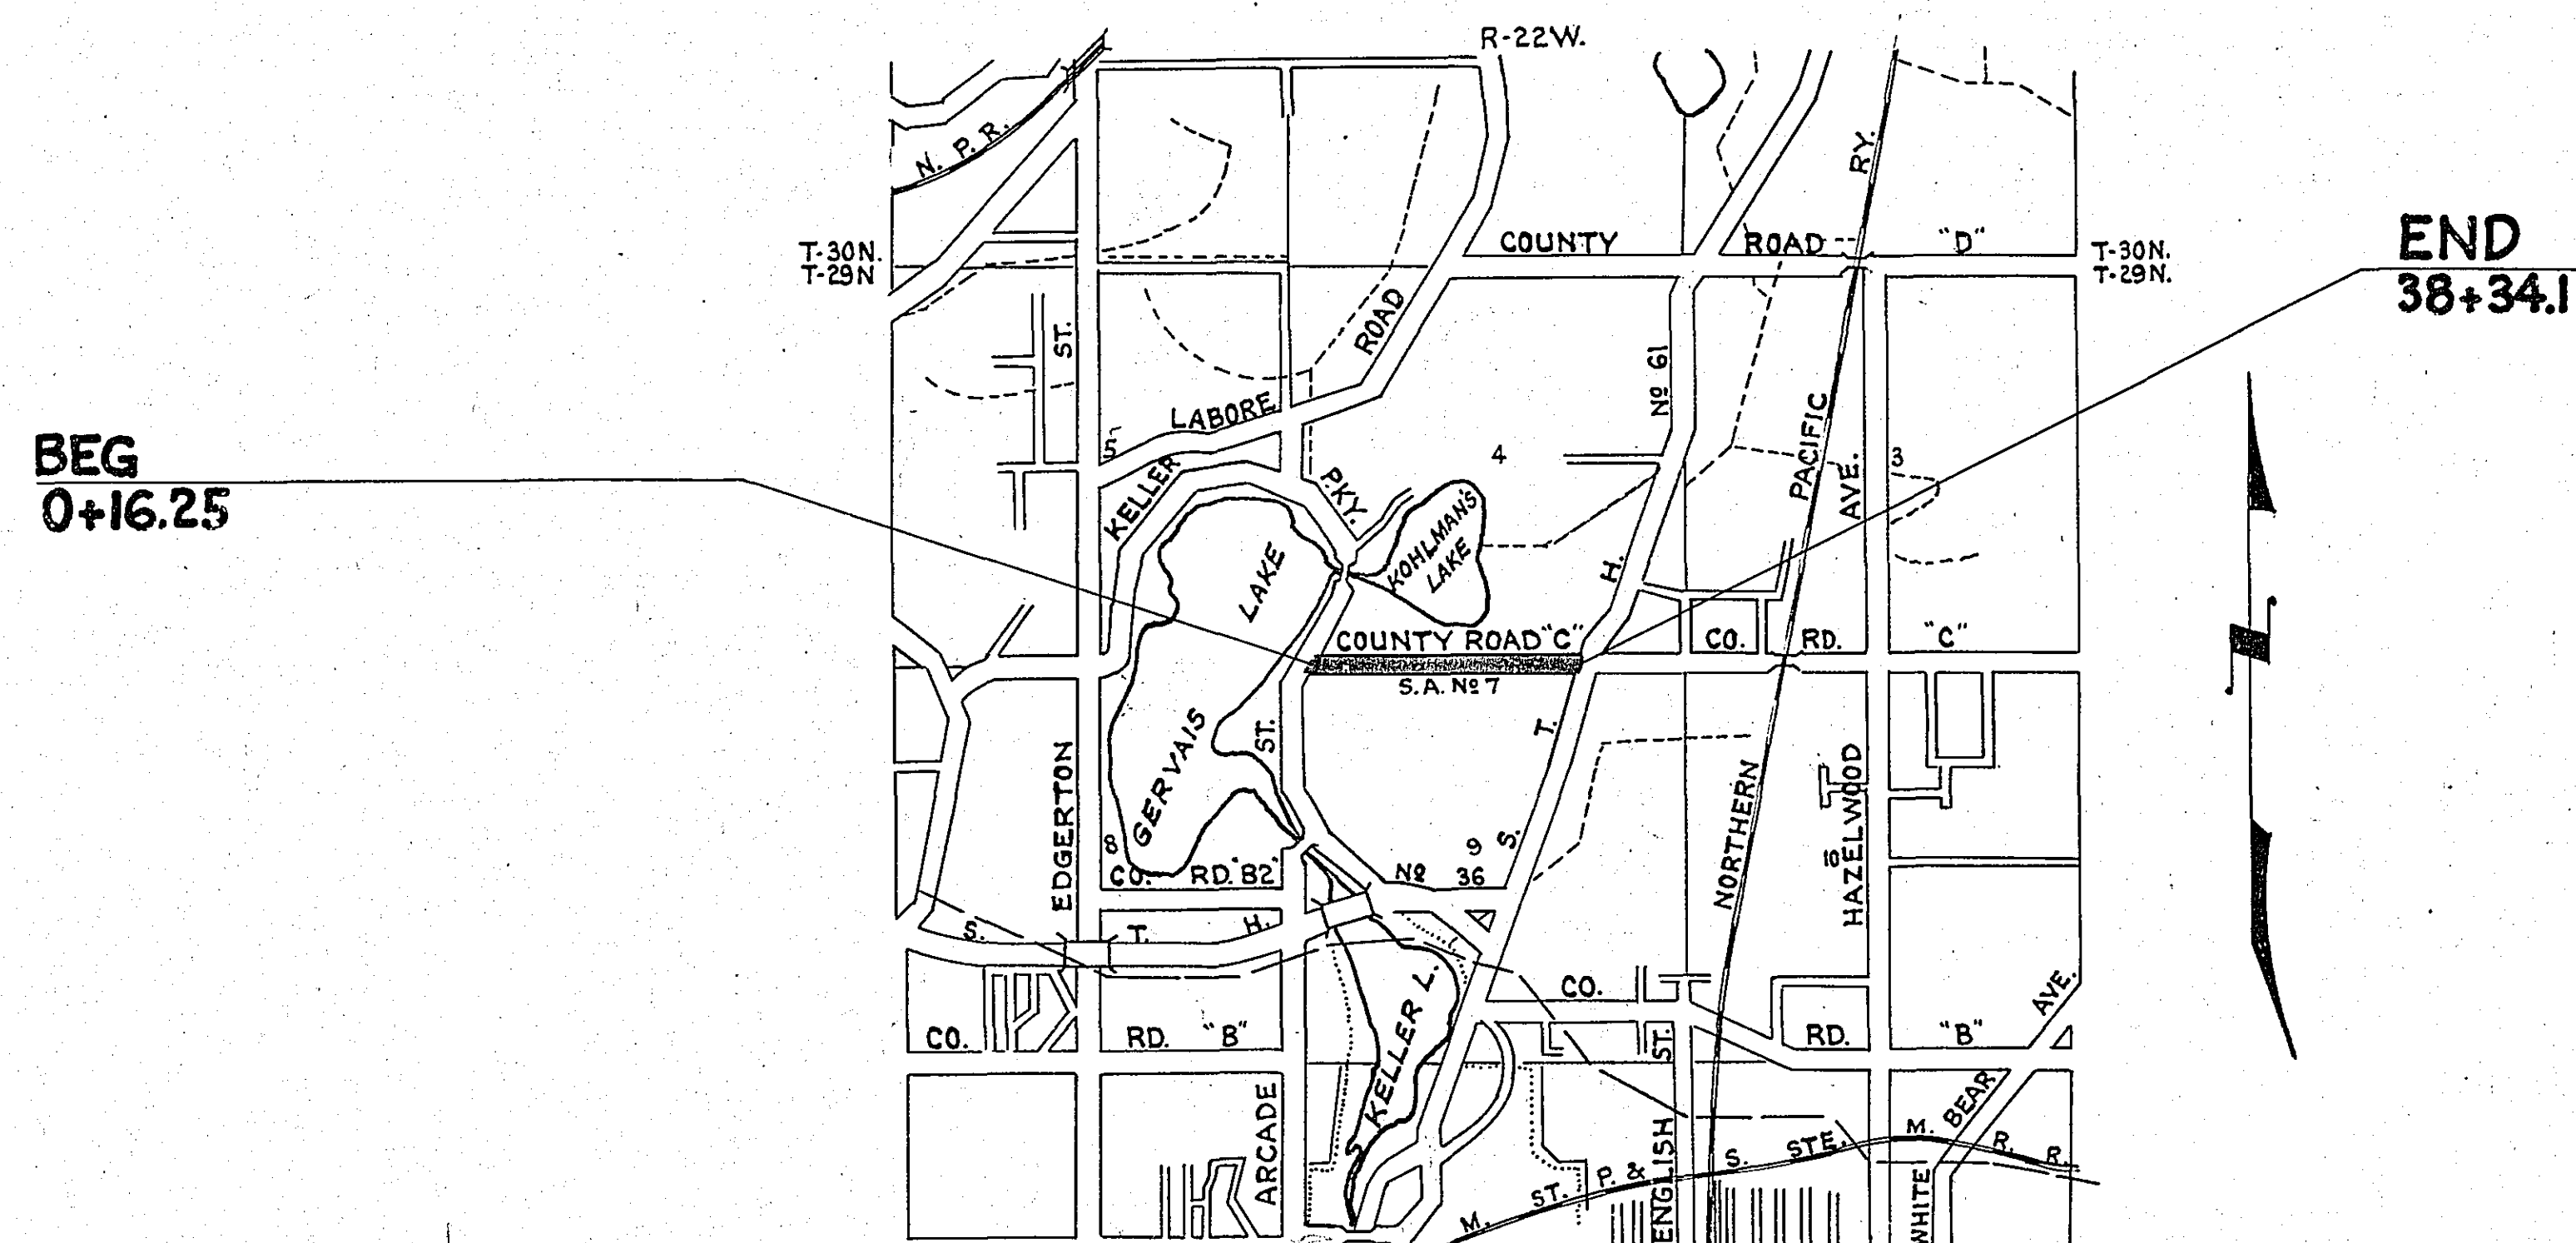 R-22W.
N. P. R.
RY.
COUNTY ROAD "D"
T-30N.
T-29N
T-30N.
T-29N.
END
38+34.1
BEG
0+16.25
ST.
ROAD
LABORE
Nº 61
PACIFIC
AVE.
5
4
3
KELLER
PKY.
KOHLMAN'S
LAKE
LAKE
H.
COUNTY ROAD "C"
CO. RD. "C"
S.A. Nº 7
GERVAIS
ST.
T.
EDGERTON
NORTHERN
HAZELWOOD
8
9
10
S.
CO. RD. "B2"
Nº 36
S. T. H.
CO.
AVE.
CO. RD. "B"
KELLER L.
ST.
RD. "B"
ARCADE
ENGLISH
BEAR
WHITE
M. ST. P. & S. STE. M. R. R.